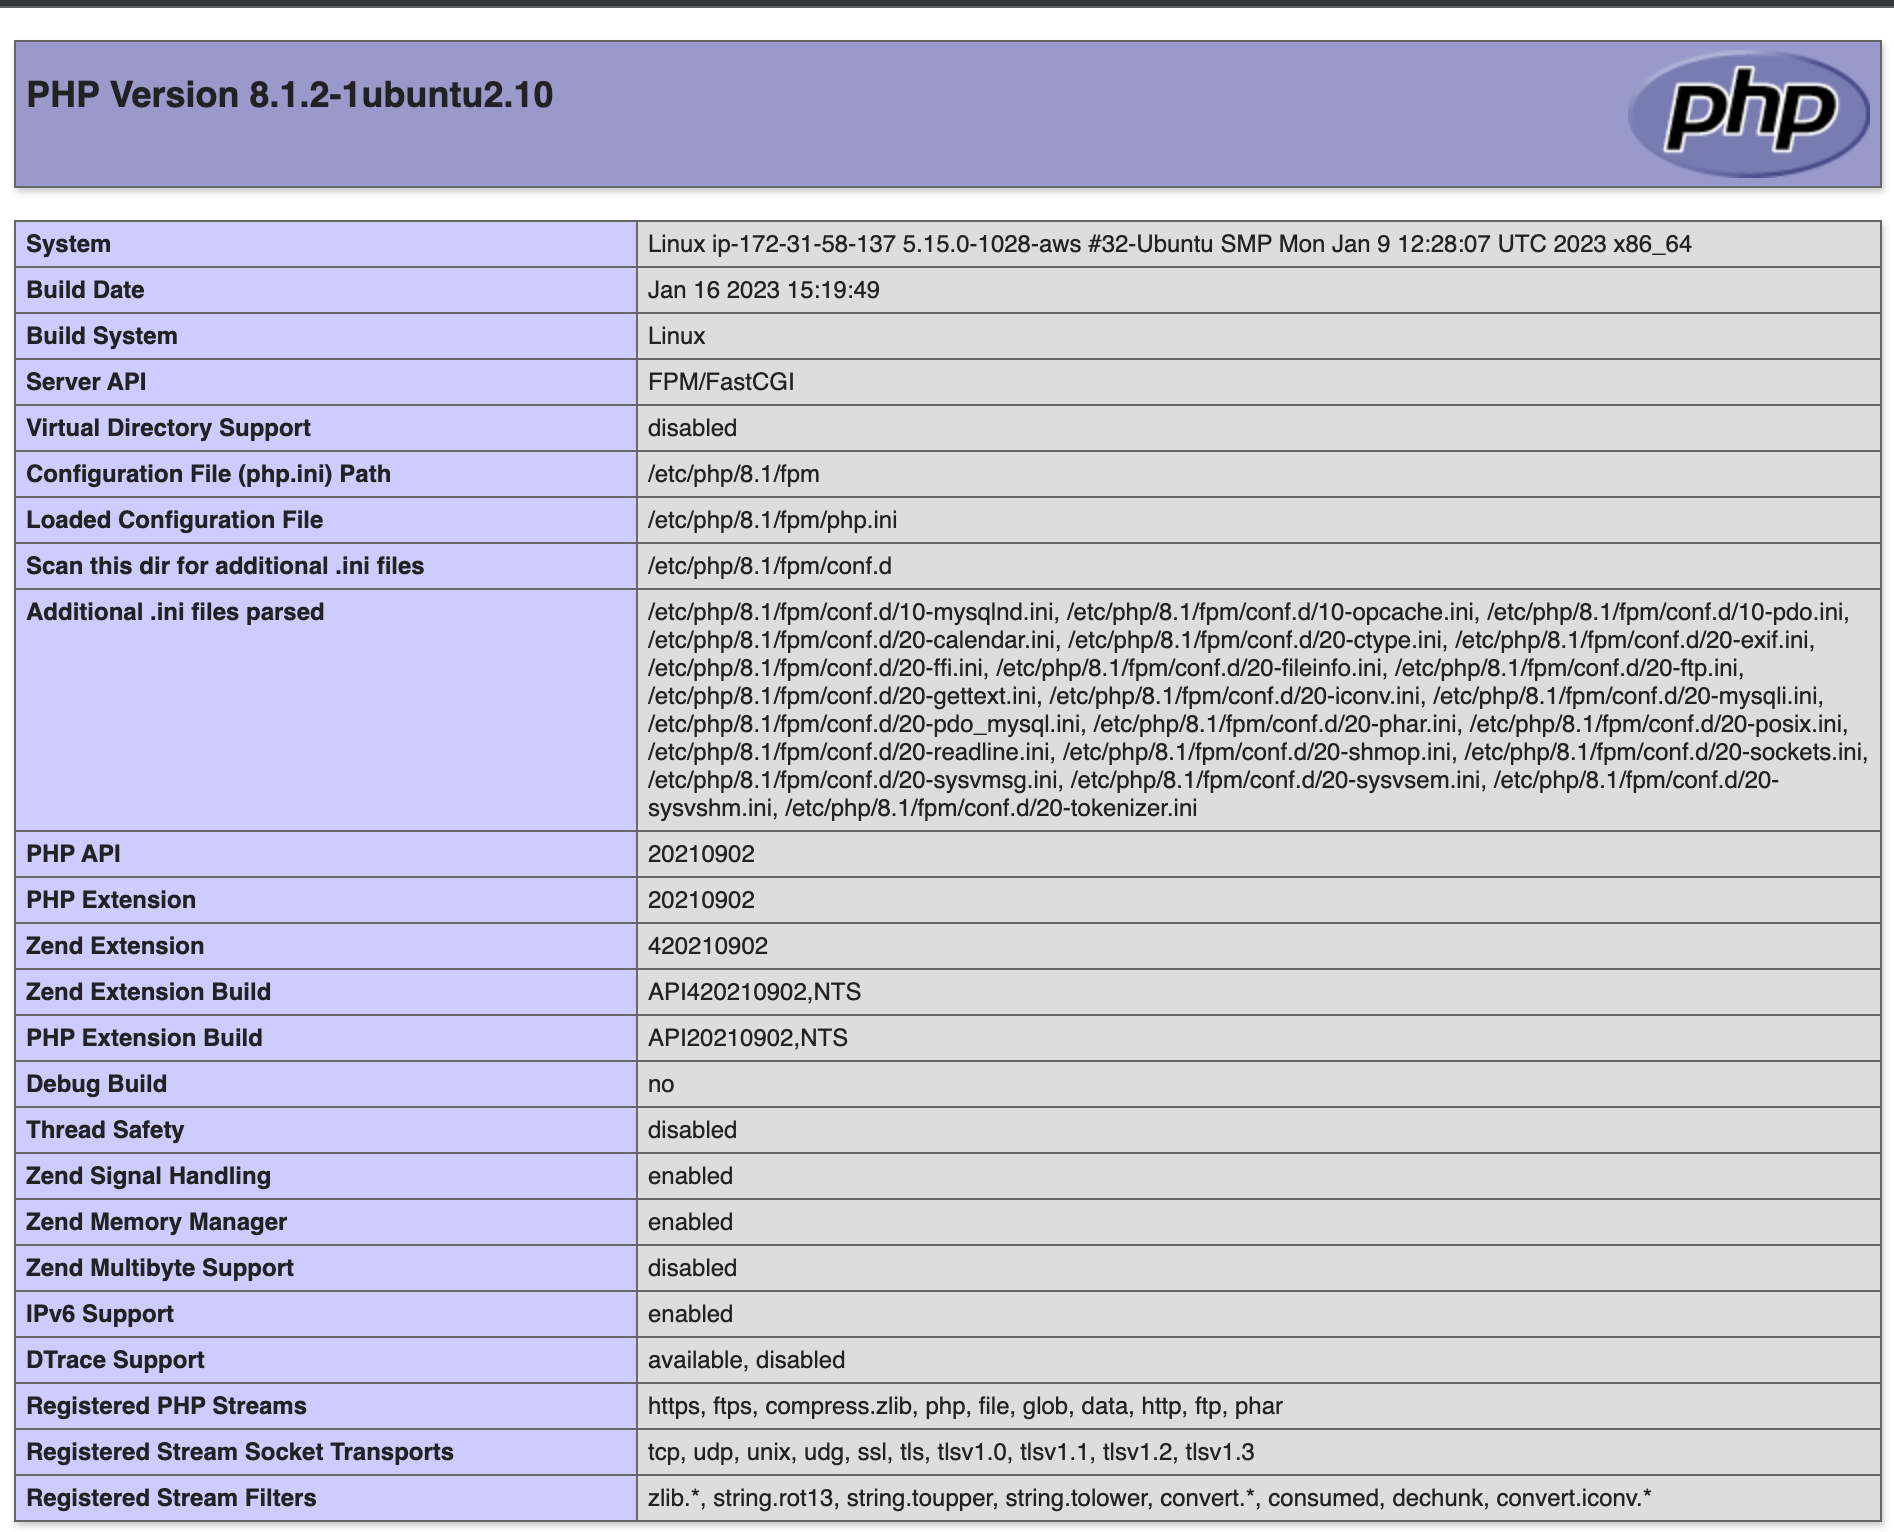 PHP Version 8.1.2-1ubuntu2.10
php
System Linux ip-172-31-58-137 5.15.0-1028-aws #32-Ubuntu SMP Mon Jan 9 12:28:07 UTC 2023 x86_64
Build Date Jan 16 2023 15:19:49
Build System Linux
Server API FPM/FastCGI
Virtual Directory Support disabled
Configuration File (php.ini) Path /etc/php/8.1/fpm
Loaded Configuration File /etc/php/8.1/fpm/php.ini
Scan this dir for additional .ini files /etc/php/8.1/fpm/conf.d
Additional .ini files parsed /etc/php/8.1/fpm/conf.d/10-mysqlnd.ini, /etc/php/8.1/fpm/conf.d/10-opcache.ini, /etc/php/8.1/fpm/conf.d/10-pdo.ini,
/etc/php/8.1/fpm/conf.d/20-calendar.ini, /etc/php/8.1/fpm/conf.d/20-ctype.ini, /etc/php/8.1/fpm/conf.d/20-exif.ini,
/etc/php/8.1/fpm/conf.d/20-ffi.ini, /etc/php/8.1/fpm/conf.d/20-fileinfo.ini, /etc/php/8.1/fpm/conf.d/20-ftp.ini,
/etc/php/8.1/fpm/conf.d/20-gettext.ini, /etc/php/8.1/fpm/conf.d/20-iconv.ini, /etc/php/8.1/fpm/conf.d/20-mysqli.ini,
/etc/php/8.1/fpm/conf.d/20-pdo_mysql.ini, /etc/php/8.1/fpm/conf.d/20-phar.ini, /etc/php/8.1/fpm/conf.d/20-posix.ini,
/etc/php/8.1/fpm/conf.d/20-readline.ini, /etc/php/8.1/fpm/conf.d/20-shmop.ini, /etc/php/8.1/fpm/conf.d/20-sockets.ini,
/etc/php/8.1/fpm/conf.d/20-sysvmsg.ini, /etc/php/8.1/fpm/conf.d/20-sysvsem.ini, /etc/php/8.1/fpm/conf.d/20-
sysvshm.ini, /etc/php/8.1/fpm/conf.d/20-tokenizer.ini
PHP API 20210902
PHP Extension 20210902
Zend Extension 420210902
Zend Extension Build API420210902,NTS
PHP Extension Build API20210902,NTS
Debug Build no
Thread Safety disabled
Zend Signal Handling enabled
Zend Memory Manager enabled
Zend Multibyte Support disabled
IPv6 Support enabled
DTrace Support available, disabled
Registered PHP Streams https, ftps, compress.zlib, php, file, glob, data, http, ftp, phar
Registered Stream Socket Transports tcp, udp, unix, udg, ssl, tls, tlsv1.0, tlsv1.1, tlsv1.2, tlsv1.3
Registered Stream Filters zlib.*, string.rot13, string.toupper, string.tolower, convert.*, consumed, dechunk, convert.iconv.*